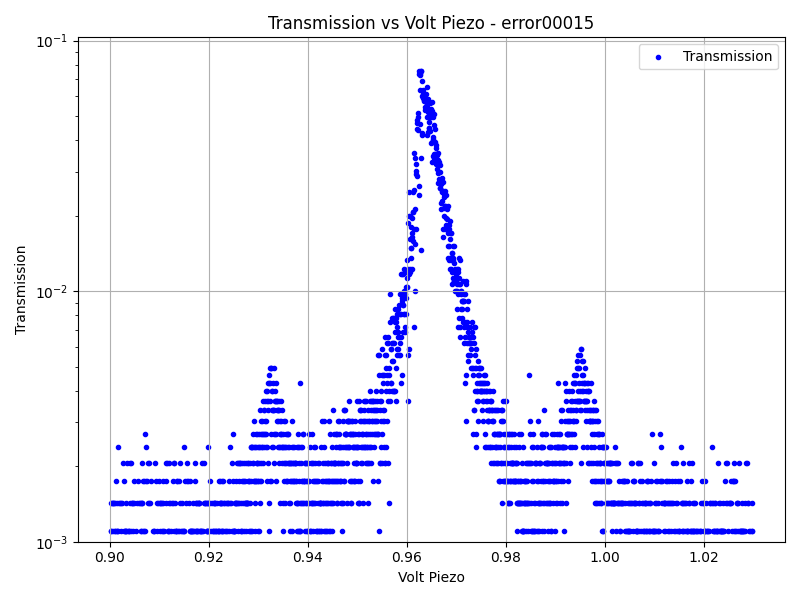 Transmission vs Volt Piezo - error00015
Transmission
10⁻¹
10⁻²
10⁻³
Transmission
0.90 0.92 0.94 0.96 0.98 1.00 1.02
Volt Piezo